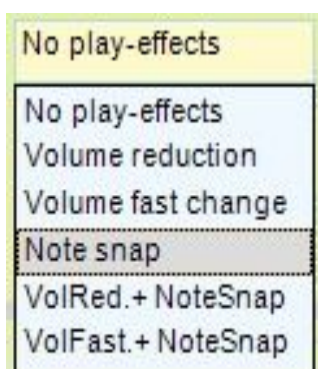 No play-effects
No play-effects
Volume reduction
Volume fast change
Note snap
VolRed.+ NoteSnap
VolFast.+ NoteSnap